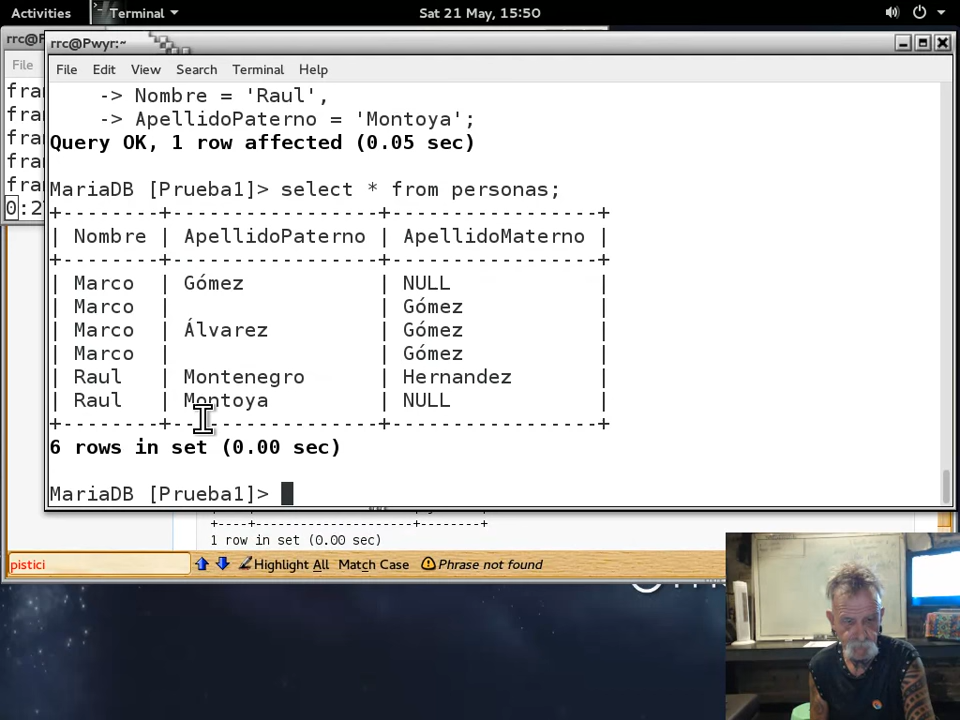 Activities Terminal Sat 21 May, 15:50
rrc@Pwyr:~
File
File Edit View Search Terminal Help
-> Nombre = 'Raul',
-> ApellidoPaterno = 'Montoya';
Query OK, 1 row affected (0.05 sec)
MariaDB [Prueba1]> select * from personas;
+--------+-----------------+-----------------+
| Nombre | ApellidoPaterno | ApellidoMaterno |
+--------+-----------------+-----------------+
| Marco | Gómez | NULL |
| Marco | | Gómez |
| Marco | Álvarez | Gómez |
| Marco | | Gómez |
| Raul | Montenegro | Hernandez |
| Raul | Montoya | NULL |
+--------+-----------------+-----------------+
6 rows in set (0.00 sec)
MariaDB [Prueba1]>
+----+--------------------+--------+
1 row in set (0.00 sec)
pistici Highlight All Match Case Phrase not found